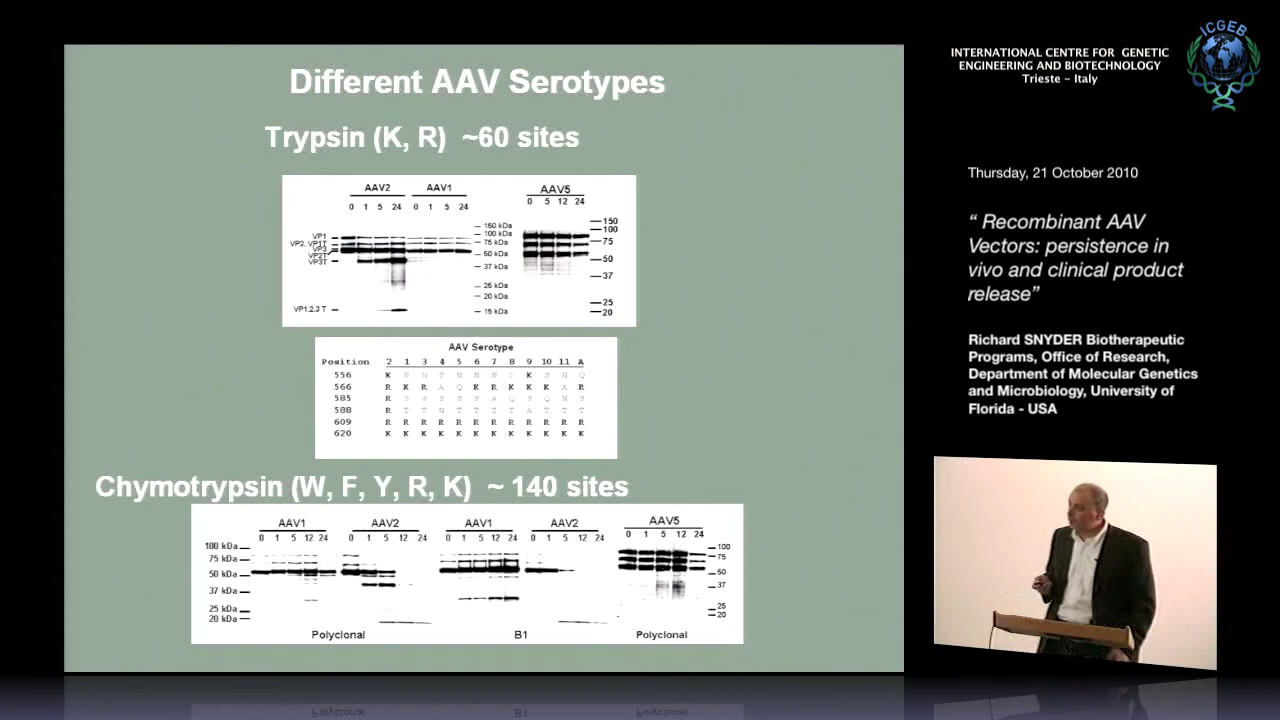 Different AAV Serotypes
Trypsin (K, R) ~60 sites
AAV2 AAV1 AAV5
0 1 5 24 0 1 5 24 0 5 12 24
VP1
VP2, VP1T
VP3
VP2T
VP3T
VP1,2,3 T
150 kDa
100 kDa
75 kDa
50 kDa
37 kDa
25 kDa
20 kDa
15 kDa
150
100
75
50
37
25
20
AAV Serotype
Position 2 1 3 4 5 6 7 8 9 10 11 A
556 K N N T N N N K S N Q
566 R K R A Q K R K K K A R
585 R S S S S S A Q S Q N S
588 R T T N T T T T A T T T
609 R R R R R R R R R R R R
620 K K K K K K K K K K K K
Chymotrypsin (W, F, Y, R, K) ~ 140 sites
AAV1 AAV2 AAV1 AAV2 AAV5
0 1 5 12 24 0 1 5 12 24 0 1 5 12 24 0 1 5 12 24 0 1 5 12 24
100 kDa
75 kDa
50 kDa
37 kDa
25 kDa
20 kDa
100
75
50
37
25
20
Polyclonal B1 Polyclonal
INTERNATIONAL CENTRE FOR GENETIC
ENGINEERING AND BIOTECHNOLOGY
Trieste - Italy
ICGEB
Thursday, 21 October 2010
“ Recombinant AAV
Vectors: persistence in
vivo and clinical product
release”
Richard SNYDER Biotherapeutic
Programs, Office of Research,
Department of Molecular Genetics
and Microbiology, University of
Florida - USA